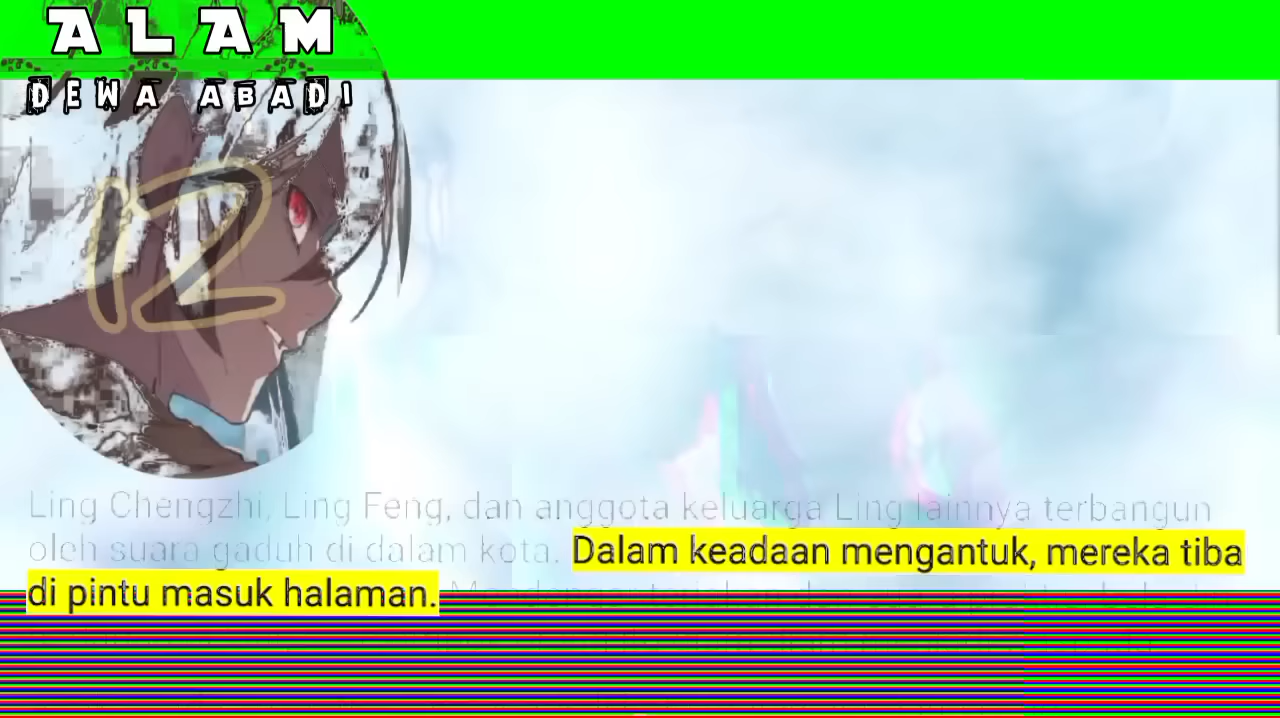 ALAM
DEWA ABADI
12
Ling Chengzhi, Ling Feng, dan anggota keluarga Ling lainnya terbangun
oleh suara gaduh di dalam kota. Dalam keadaan mengantuk, mereka tiba
di pintu masuk halaman.